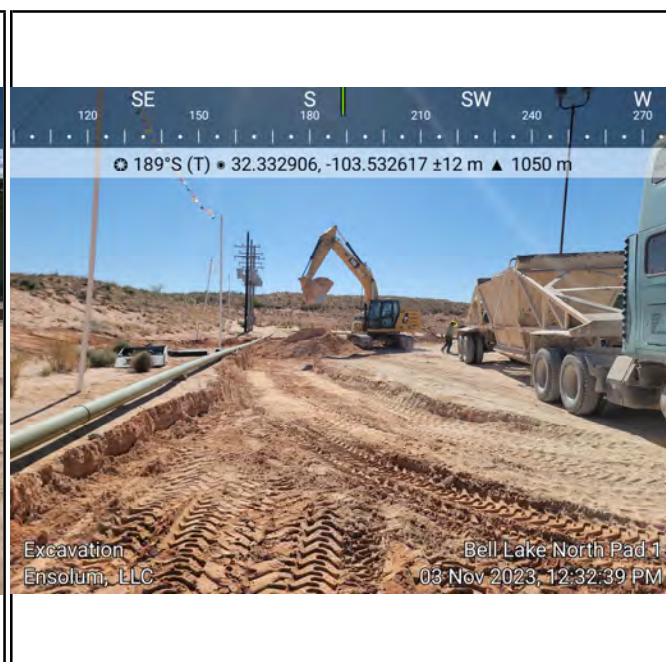 SE S SW W
120 150 180 210 240 270
189°S (T) ● 32.332906, -103.532617 ±12 m ▲ 1050 m
Excavation
Ensolum, LLC
Bell Lake North Pad 1
03 Nov 2023, 12:32:39 PM